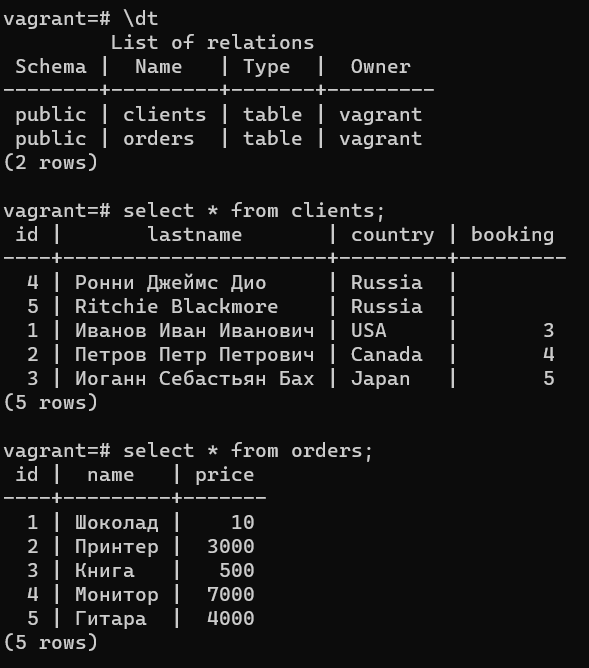 vagrant=# \dt
         List of relations
 Schema |  Name   | Type  |  Owner
--------+---------+-------+---------
 public | clients | table | vagrant
 public | orders  | table | vagrant
(2 rows)
vagrant=# select * from clients;
 id |       lastname       | country | booking
----+----------------------+---------+---------
  4 | Ронни Джеймс Дио     | Russia  |
  5 | Ritchie Blackmore    | Russia  |
  1 | Иванов Иван Иванович | USA     |       3
  2 | Петров Петр Петрович | Canada  |       4
  3 | Иоганн Себастьян Бах | Japan   |       5
(5 rows)
vagrant=# select * from orders;
 id |  name   | price
----+---------+-------
  1 | Шоколад |    10
  2 | Принтер |  3000
  3 | Книга   |   500
  4 | Монитор |  7000
  5 | Гитара  |  4000
(5 rows)